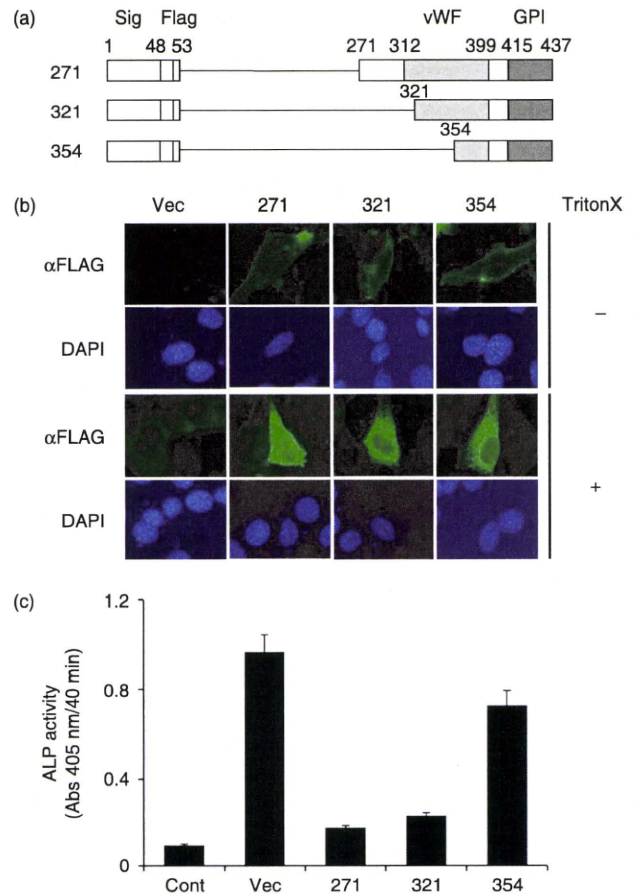 (a)
Sig Flag vWF GPI
1 48 53 271 312 399 415 437
271
321
321
354
354
(b) Vec 271 321 354 TritonX
αFLAG
−
DAPI
αFLAG
+
DAPI
(c)
ALP activity
(Abs 405 nm/40 min)
1.2
0.8
0.4
0
Cont Vec 271 321 354